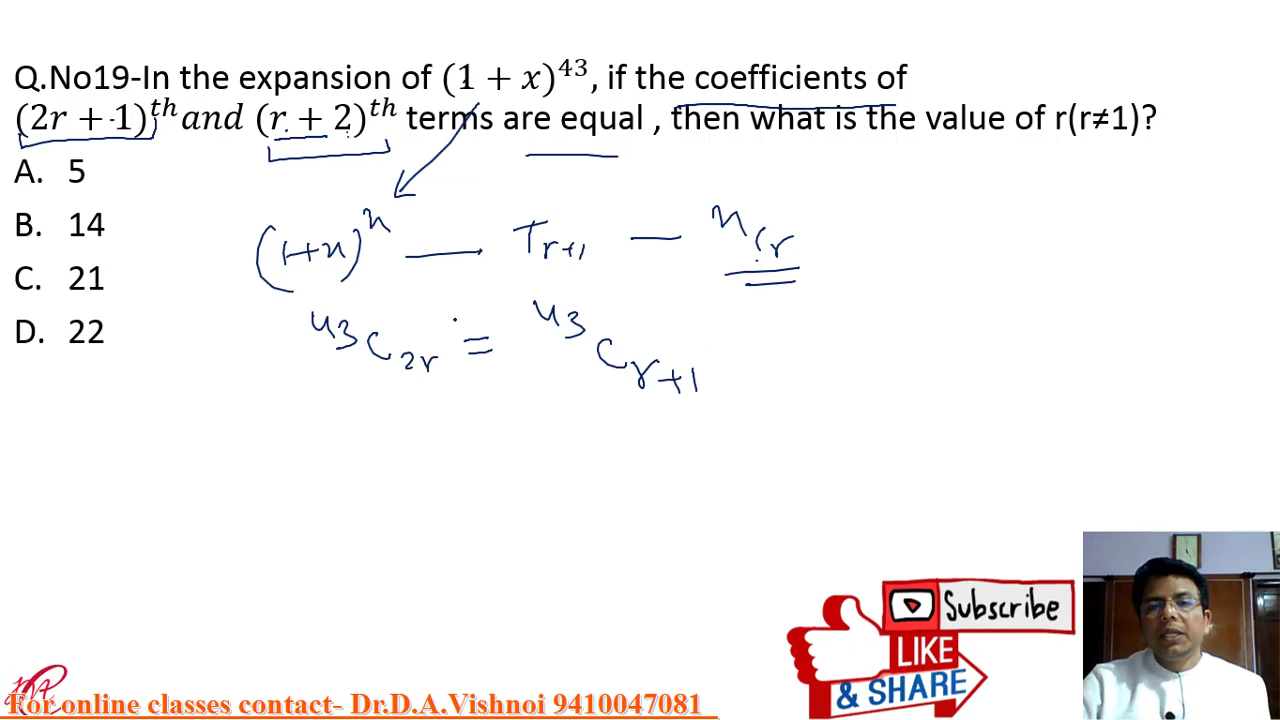 Q.No19-In the expansion of (1 + x)⁴³, if the coefficients of
(2r + 1)ᵗʰ and (r + 2)ᵗʰ terms are equal , then what is the value of r(r≠1)?
A. 5
B. 14
C. 21
D. 22
(1+x)ⁿ — Tᵣ₊₁ — ⁿCᵣ
⁴³C₂ᵣ = ⁴³Cᵣ₊₁
Subscribe
LIKE
& SHARE
For online classes contact- Dr.D.A.Vishnoi 9410047081